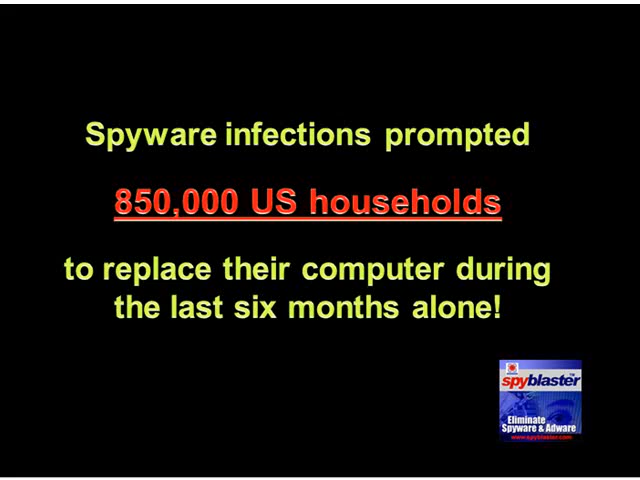 Spyware infections prompted
850,000 US households
to replace their computer during
the last six months alone!
spyblaster™
Eliminate
Spyware & Adware
www.spyblaster.com